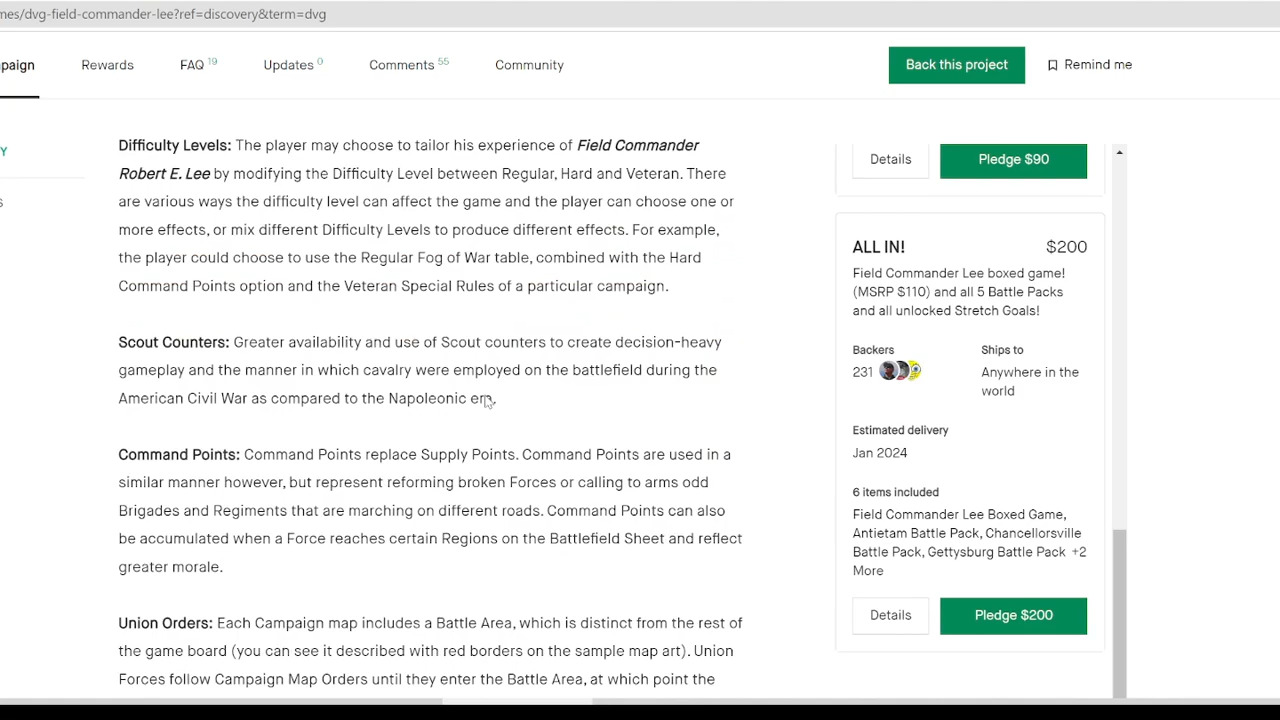 mes/dvg-field-commander-lee?ref=discovery&term=dvg
paign Rewards FAQ 19 Updates 0 Comments 55 Community Back this project Remind me
Y
S
Difficulty Levels: The player may choose to tailor his experience of Field Commander
Robert E. Lee by modifying the Difficulty Level between Regular, Hard and Veteran. There
are various ways the difficulty level can affect the game and the player can choose one or
more effects, or mix different Difficulty Levels to produce different effects. For example,
the player could choose to use the Regular Fog of War table, combined with the Hard
Command Points option and the Veteran Special Rules of a particular campaign.
Scout Counters: Greater availability and use of Scout counters to create decision-heavy
gameplay and the manner in which cavalry were employed on the battlefield during the
American Civil War as compared to the Napoleonic era.
Command Points: Command Points replace Supply Points. Command Points are used in a
similar manner however, but represent reforming broken Forces or calling to arms odd
Brigades and Regiments that are marching on different roads. Command Points can also
be accumulated when a Force reaches certain Regions on the Battlefield Sheet and reflect
greater morale.
Union Orders: Each Campaign map includes a Battle Area, which is distinct from the rest of
the game board (you can see it described with red borders on the sample map art). Union
Forces follow Campaign Map Orders until they enter the Battle Area, at which point the
Details Pledge $90
ALL IN! $200
Field Commander Lee boxed game!
(MSRP $110) and all 5 Battle Packs
and all unlocked Stretch Goals!
Backers Ships to
231 Anywhere in the
world
Estimated delivery
Jan 2024
6 items included
Field Commander Lee Boxed Game,
Antietam Battle Pack, Chancellorsville
Battle Pack, Gettysburg Battle Pack +2
More
Details Pledge $200